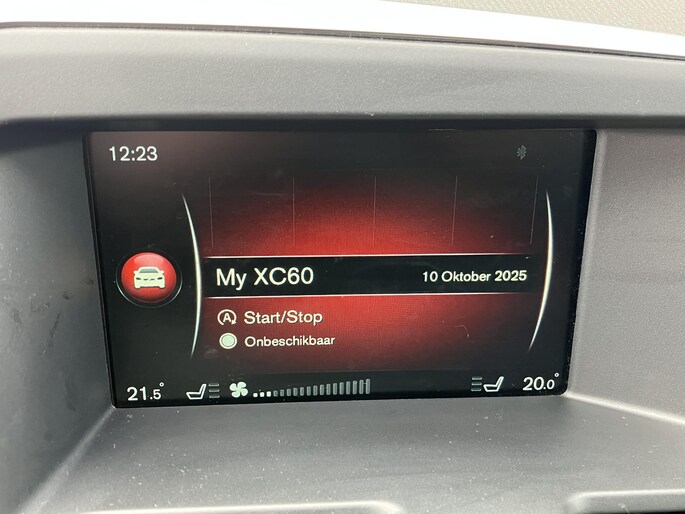 12:23
My XC60 10 Oktober 2025
Start/Stop
Onbeschikbaar
21.5° 20.0°